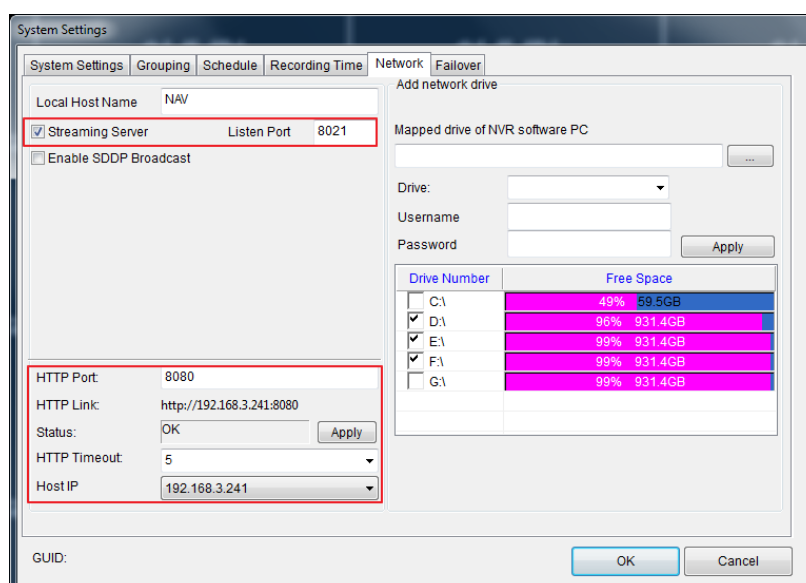 System Settings
System Settings Grouping Schedule Recording Time Network Failover
Local Host Name NAV
Streaming Server Listen Port 8021
Enable SDDP Broadcast
HTTP Port: 8080
HTTP Link: http://192.168.3.241:8080
Status: OK Apply
HTTP Timeout: 5
Host IP 192.168.3.241
Add network drive
Mapped drive of NVR software PC
...
Drive:
Username
Password Apply
Drive Number Free Space
C:\ 49% 59.5GB
D:\ 96% 931.4GB
E:\ 99% 931.4GB
F:\ 99% 931.4GB
G:\ 99% 931.4GB
GUID:
OK Cancel